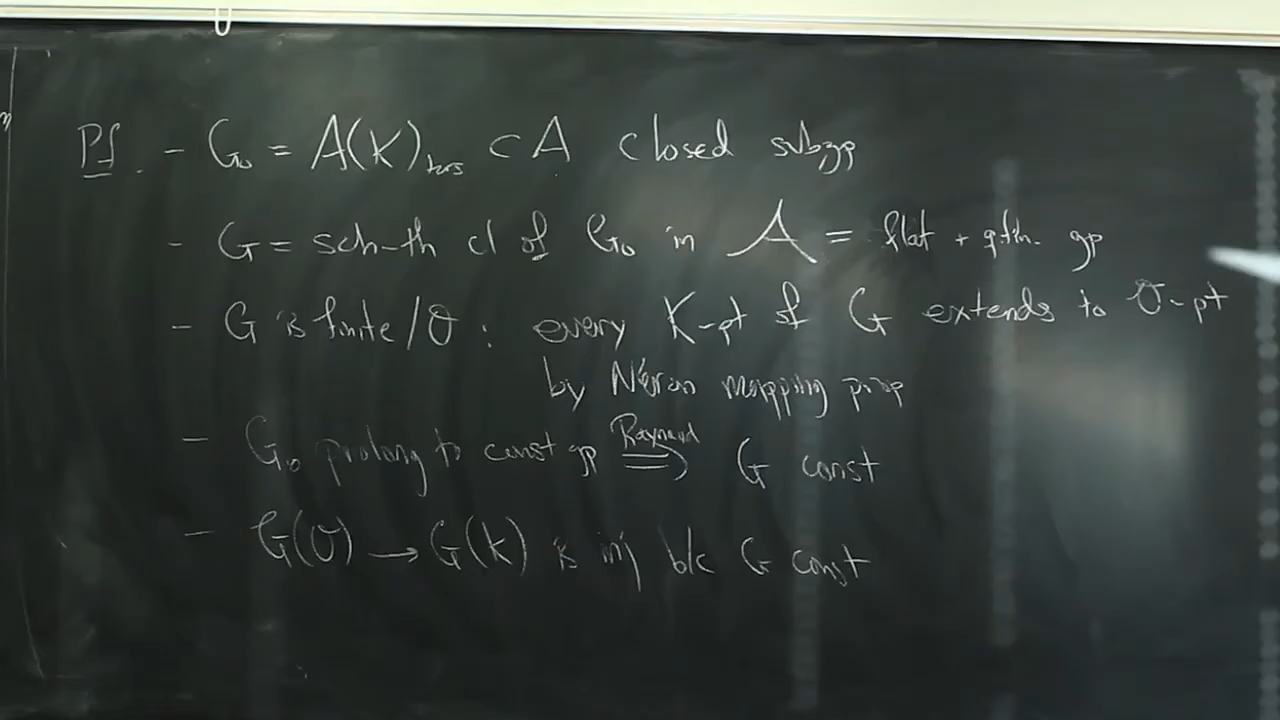 Pf. - G₀ = A(K)_tors ⊂ A closed subgp
- G = sch-th cl of G₀ in 𝒜 = flat + q.fin. gp
- G is finite/𝒪 : every K-pt of G extends to 𝒪-pt
by Néron mapping prop
- G₀ prolong to const gp ⟹ G const
Raynaud
- G(𝒪) → G(k) is inj b/c G const